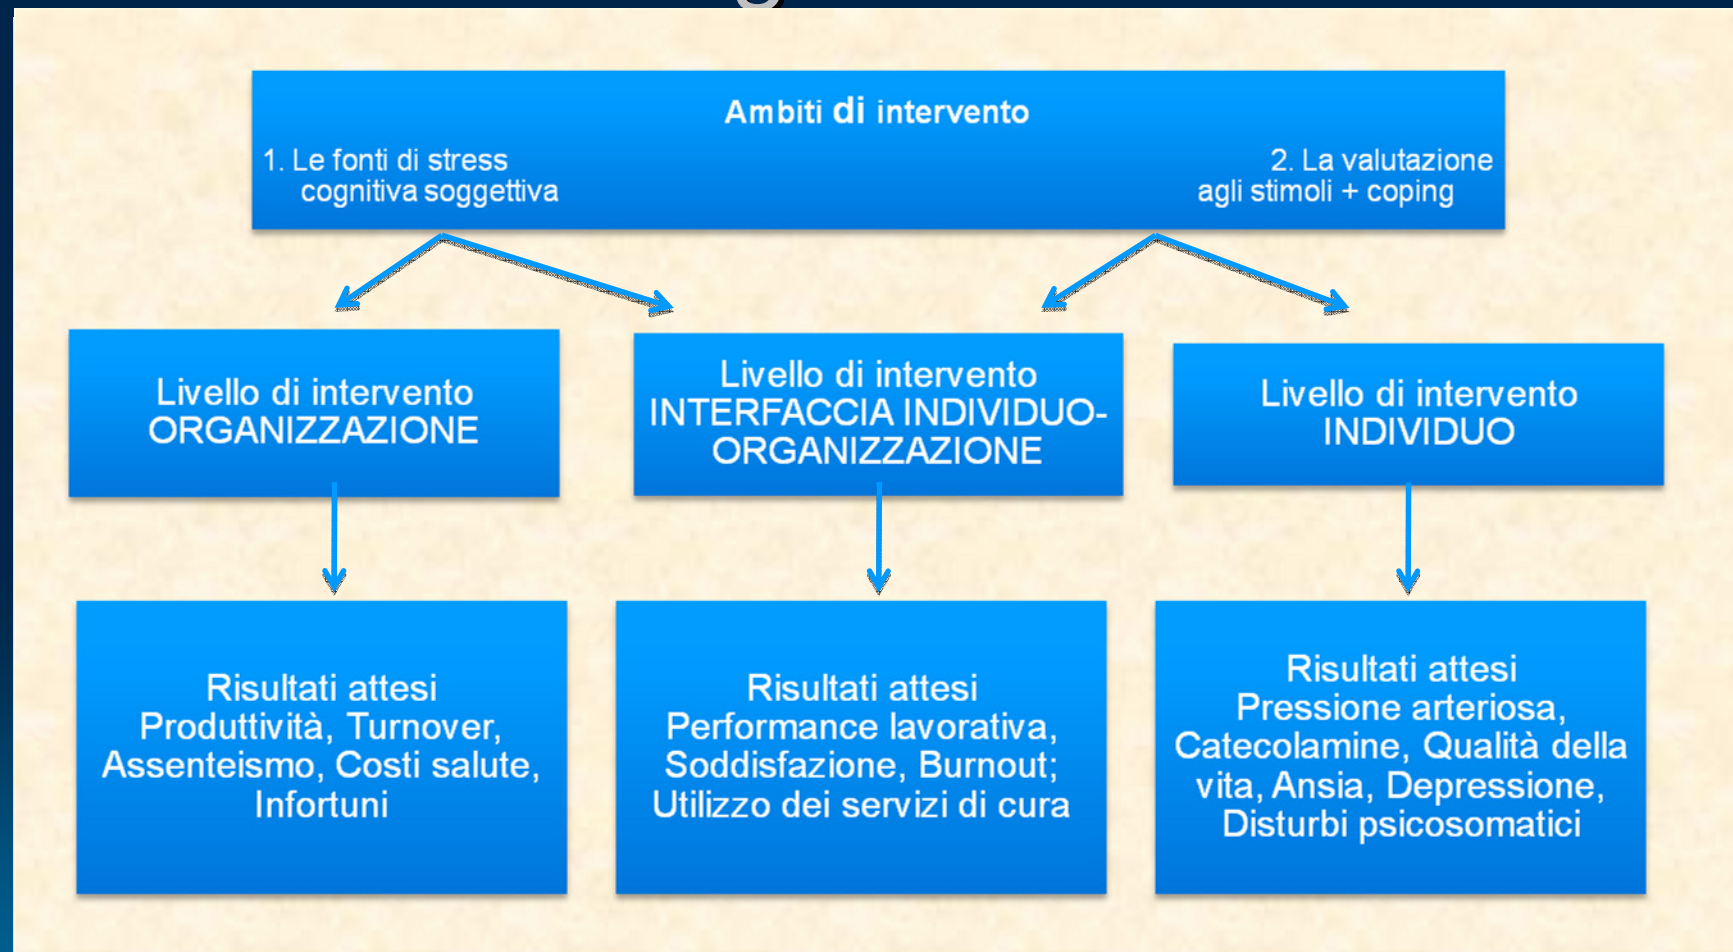 Ambiti di intervento
1. Le fonti di stress
cognitiva soggettiva
2. La valutazione
agli stimoli + coping
Livello di intervento
ORGANIZZAZIONE
Livello di intervento
INTERFACCIA INDIVIDUO-
ORGANIZZAZIONE
Livello di intervento
INDIVIDUO
Risultati attesi
Produttività, Turnover,
Assenteismo, Costi salute,
Infortuni
Risultati attesi
Performance lavorativa,
Soddisfazione, Burnout;
Utilizzo dei servizi di cura
Risultati attesi
Pressione arteriosa,
Catecolamine, Qualità della
vita, Ansia, Depressione,
Disturbi psicosomatici